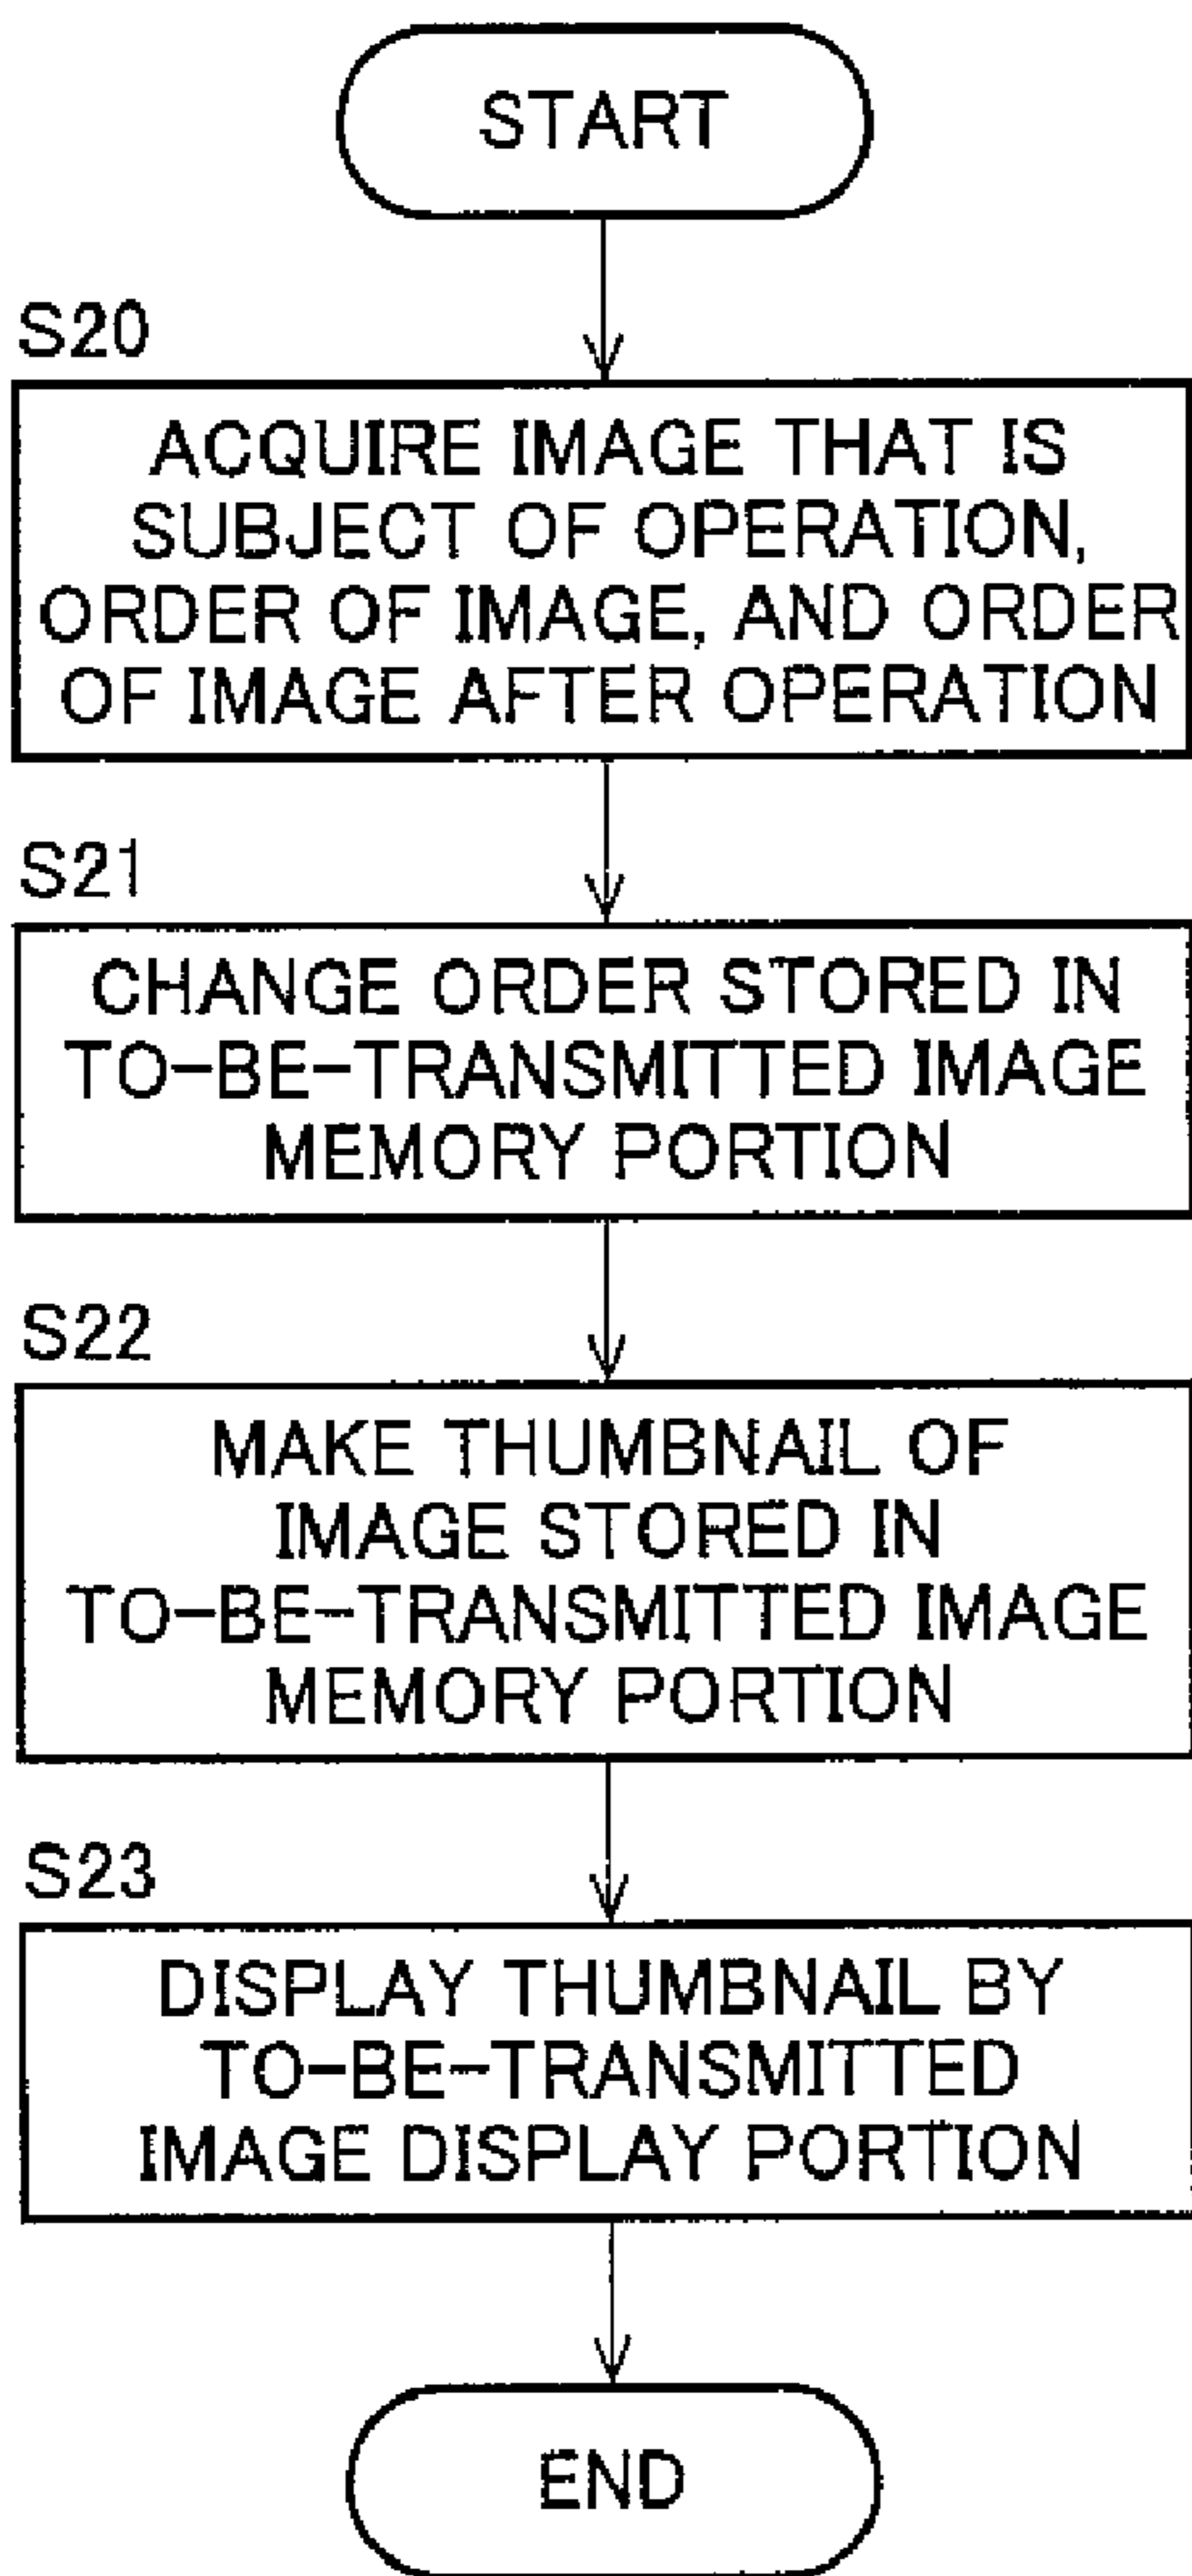 START
S20
ACQUIRE IMAGE THAT IS
SUBJECT OF OPERATION,
ORDER OF IMAGE, AND ORDER
OF IMAGE AFTER OPERATION
S21
CHANGE ORDER STORED IN
TO-BE-TRANSMITTED IMAGE
MEMORY PORTION
S22
MAKE THUMBNAIL OF
IMAGE STORED IN
TO-BE-TRANSMITTED IMAGE
MEMORY PORTION
S23
DISPLAY THUMBNAIL BY
TO-BE-TRANSMITTED
IMAGE DISPLAY PORTION
END